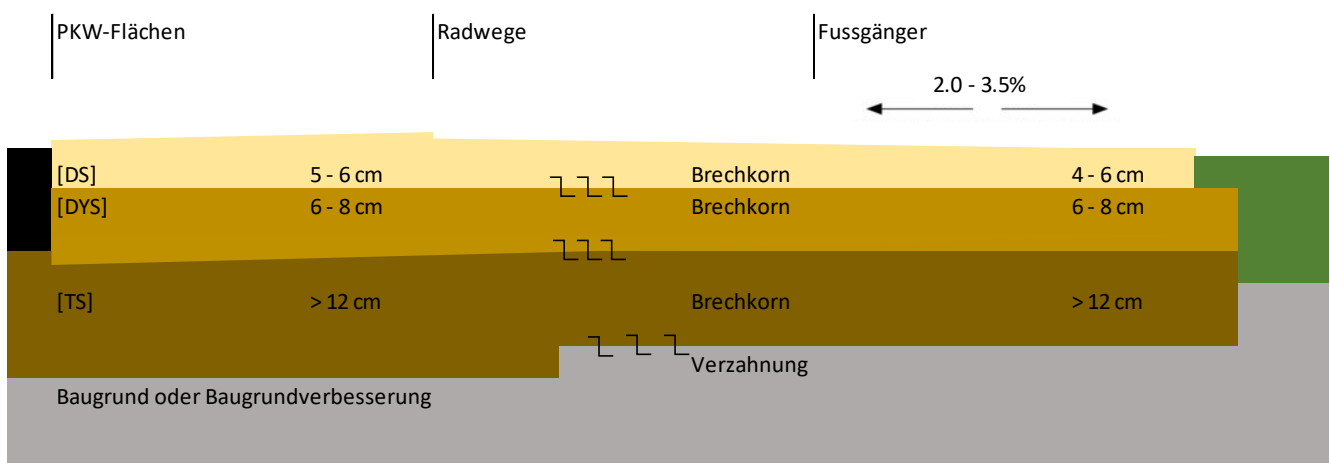 PKW-Flächen Radwege Fussgänger
2.0 - 3.5%
[DS] 5 - 6 cm Brechkorn 4 - 6 cm
[DYS] 6 - 8 cm Brechkorn 6 - 8 cm
[TS] > 12 cm Brechkorn > 12 cm
Verzahnung
Baugrund oder Baugrundverbesserung